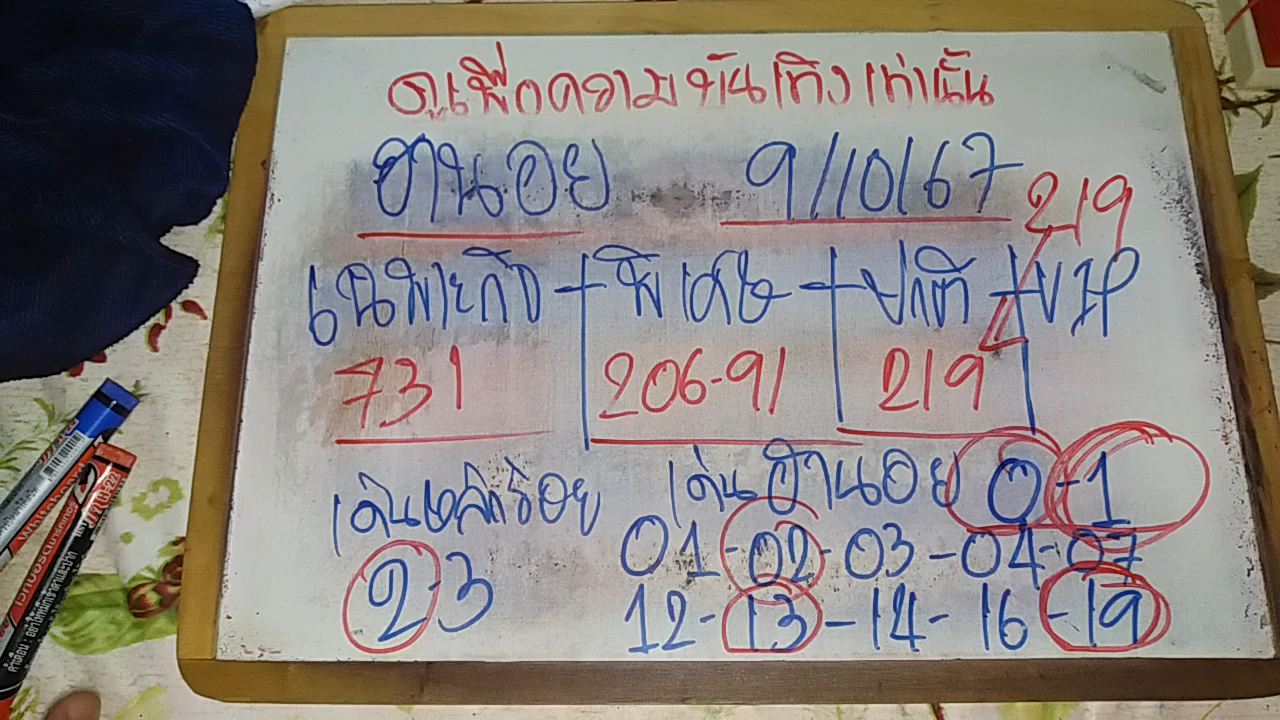 ดูเพื่อความบันเทิงเท่านั้น
ฮานอย 9/10/67
219
เฉพาะกิจ พิเศษ ปกติ VIP
731 206-91 219
เด่นหลักร้อย เด่นฮานอย 0-1
2-3 01-02-03-04-07
12-13-14-16-19